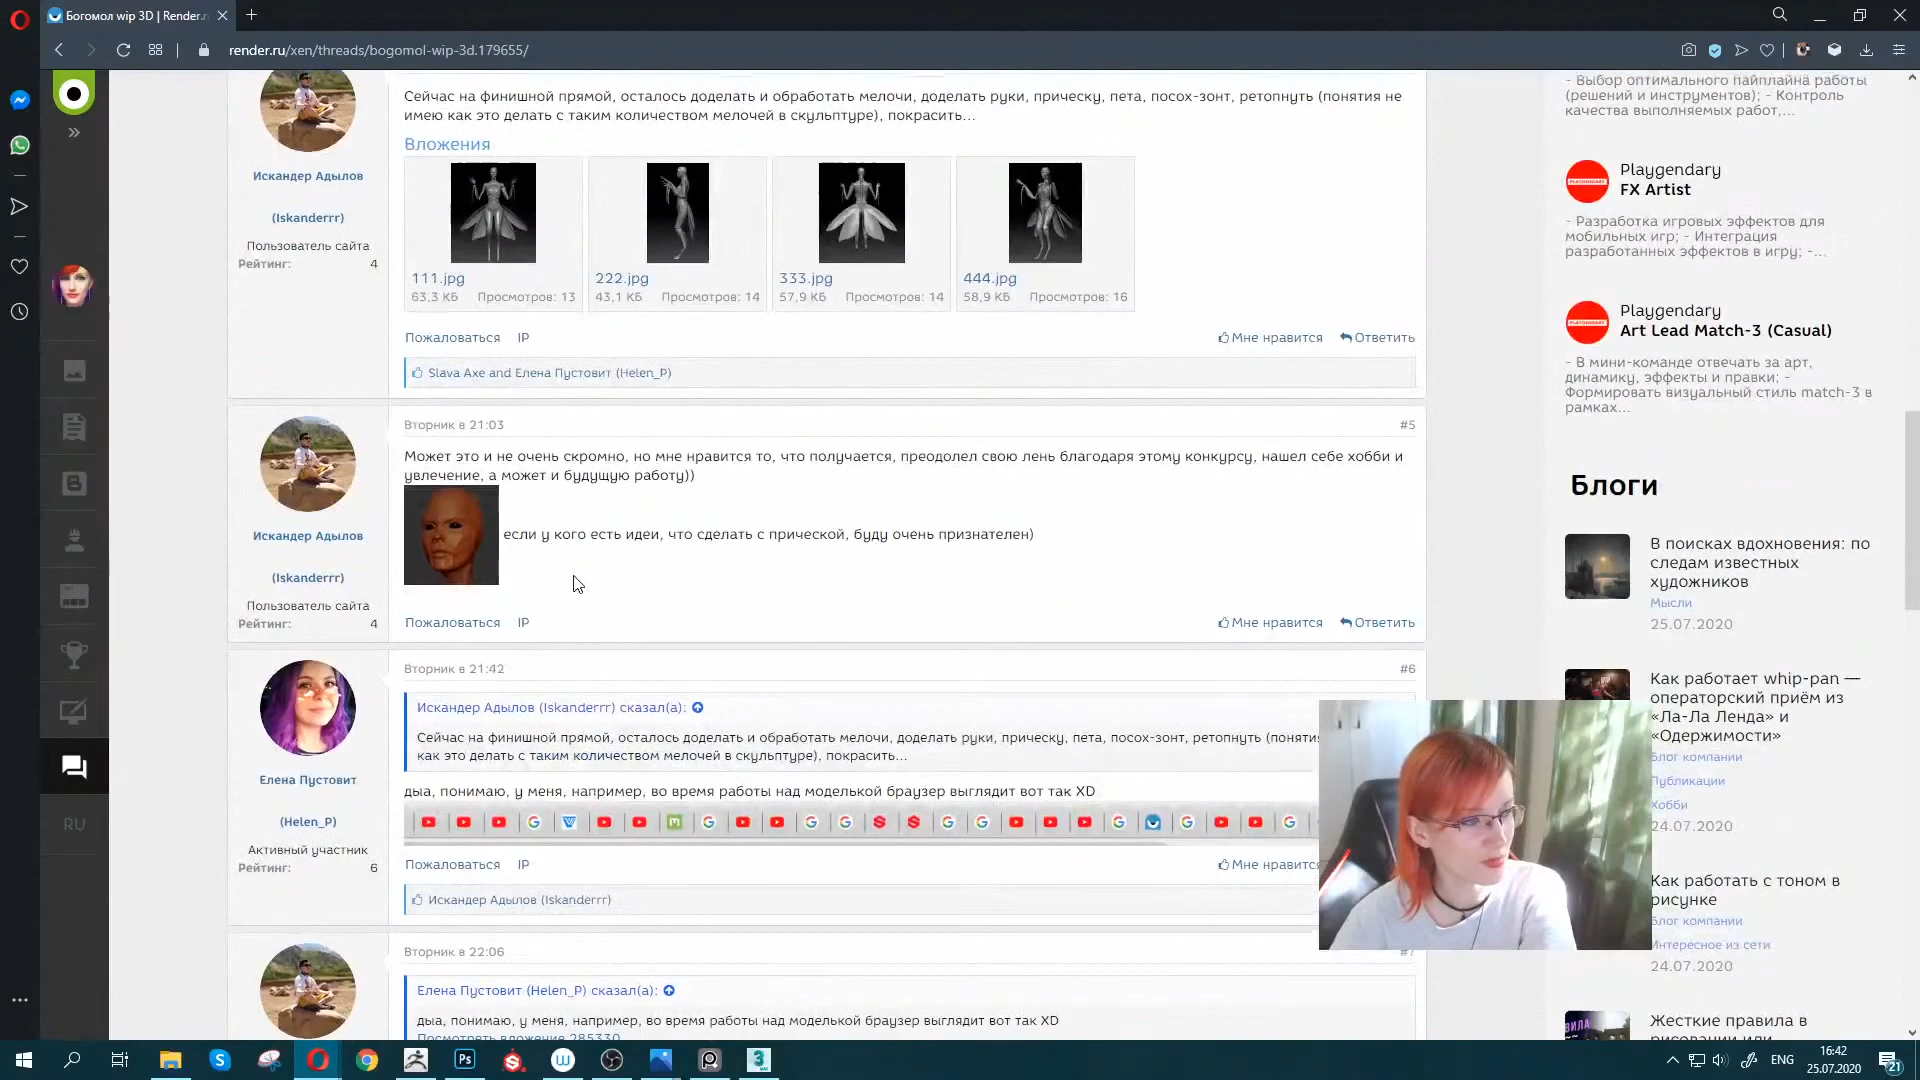 Богомол wip 3D | Render.r
render.ru/xen/threads/bogomol-wip-3d.179655/
Сейчас на финишной прямой, осталось доделать и обработать мелочи, доделать руки, прическу, пета, посох-зонт, ретопнуть (понятия не
имею как это делать с таким количеством мелочей в скульптуре), покрасить...
Вложения
111.jpg
63,3 КБ Просмотров: 13
222.jpg
43,1 КБ Просмотров: 14
333.jpg
57,9 КБ Просмотров: 14
444.jpg
58,9 КБ Просмотров: 16
Искандер Адылов
(Iskanderrr)
Пользователь сайта
Рейтинг: 4
Пожаловаться IP
Мне нравится Ответить
Slava Axe and Елена Пустовит (Helen_P)
Вторник в 21:03 #5
Может это и не очень скромно, но мне нравится то, что получается, преодолел свою лень благодаря этому конкурсу, нашел себе хобби и
увлечение, а может и будущую работу))
если у кого есть идеи, что сделать с прической, буду очень признателен)
Искандер Адылов
(Iskanderrr)
Пользователь сайта
Рейтинг: 4
Пожаловаться IP
Мне нравится Ответить
Вторник в 21:42 #6
Искандер Адылов (Iskanderrr) сказал(а):
Сейчас на финишной прямой, осталось доделать и обработать мелочи, доделать руки, прическу, пета, посох-зонт, ретопнуть (понятия
как это делать с таким количеством мелочей в скульптуре), покрасить...
дыа, понимаю, у меня, например, во время работы над моделькой браузер выглядит вот так XD
Елена Пустовит
(Helen_P)
Активный участник
Рейтинг: 6
Пожаловаться IP
Мне нравится
Искандер Адылов (Iskanderrr)
Вторник в 22:06
Елена Пустовит (Helen_P) сказал(а):
дыа, понимаю, у меня, например, во время работы над моделькой браузер выглядит вот так XD
Посмотреть вложение 285330
- Выбор оптимального пайплайна работы
(решений и инструментов); - Контроль
качества выполняемых работ,...
Playgendary
FX Artist
- Разработка игровых эффектов для
мобильных игр; - Интеграция
разработанных эффектов в игру; -...
Playgendary
Art Lead Match-3 (Casual)
- В мини-команде отвечать за арт,
динамику, эффекты и правки; -
Формировать визуальный стиль match-3 в
рамках...
Блоги
В поисках вдохновения: по
следам известных
художников
Мысли
25.07.2020
Как работает whip-pan —
операторский приём из
«Ла-Ла Ленда» и
«Одержимости»
Блог компании
Публикации
Хобби
24.07.2020
Как работать с тоном в
рисунке
Блог компании
Интересное из сети
24.07.2020
Жесткие правила в
рисовании или
RU
ENG
16:42
25.07.2020
21